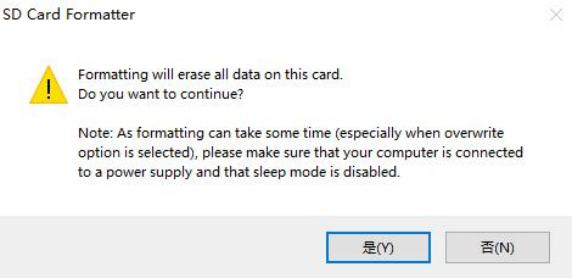 SD Card Formatter
Formatting will erase all data on this card.
Do you want to continue?
Note: As formatting can take some time (especially when overwrite
option is selected), please make sure that your computer is connected
to a power supply and that sleep mode is disabled.
是(Y)
否(N)